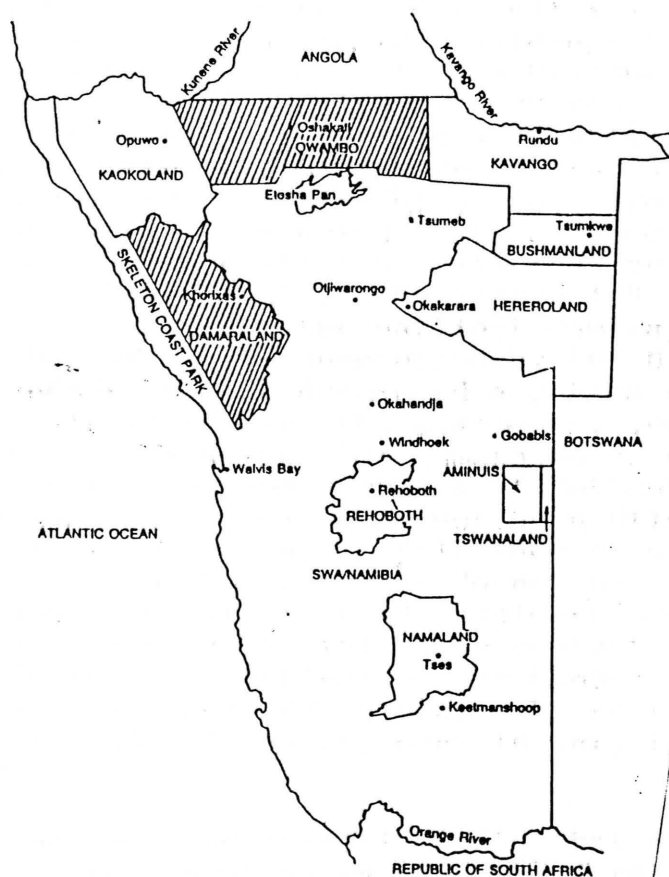 Kunene River
ANGOLA
Kavango River
Oshakati
OWAMBO
Opuwo
KAOKOLAND
Rundu
KAVANGO
Etosha Pan
Tsumeb
Tsumkwe
BUSHMANLAND
SKELETON COAST PARK
Khorixas
DAMARALAND
Otjiwarongo
Okakarara
HEREROLAND
Okahandja
Windhoek
Gobabis
BOTSWANA
Walvis Bay
AMINUIS
Rehoboth
REHOBOTH
ATLANTIC OCEAN
TSWANALAND
SWA/NAMIBIA
NAMALAND
Tses
Keetmanshoop
Orange River
REPUBLIC OF SOUTH AFRICA